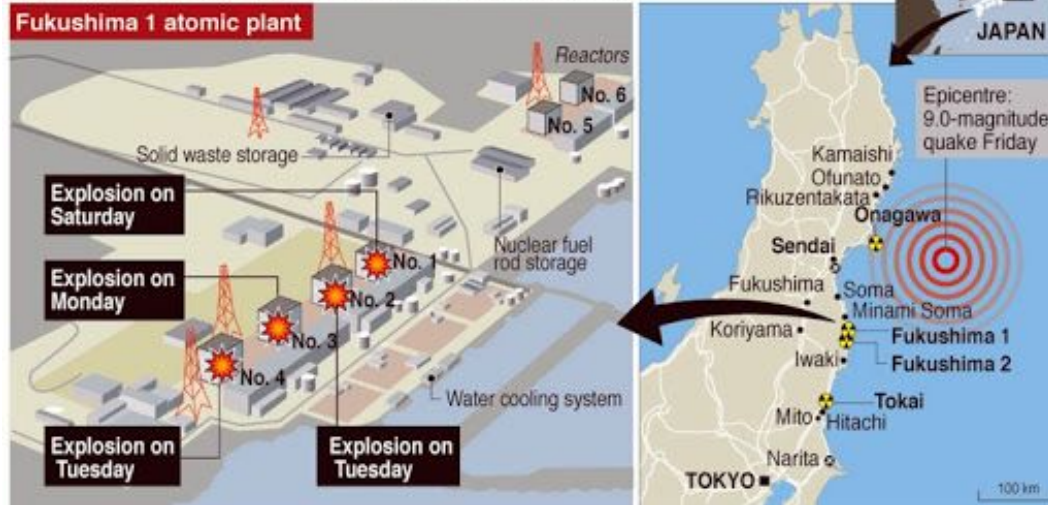 Fukushima 1 atomic plant
Reactors
No. 6
No. 5
Solid waste storage
Explosion on
Saturday
Nuclear fuel
rod storage
No. 1
Explosion on
Monday
No. 2
No. 3
No. 4
Water cooling system
Explosion on
Tuesday
Explosion on
Tuesday
JAPAN
Epicentre:
9.0-magnitude
quake Friday
Kamaishi
Ofunato
Rikuzentakata
Onagawa
Sendai
Fukushima
Soma
Minami Soma
Koriyama
Fukushima 1
Iwaki
Fukushima 2
Tokai
Mito
Hitachi
Narita
TOKYO
100 km